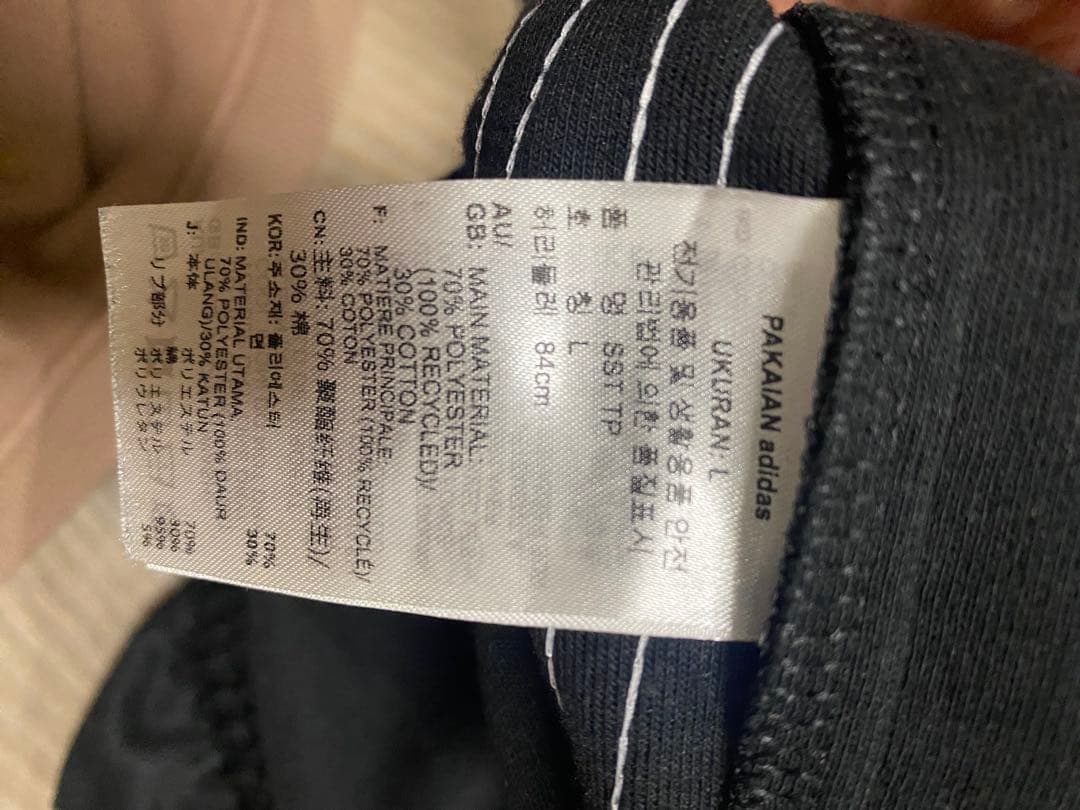 PAKAIAN adidas
UKURAN: L
전기용품 및 생활용품 안전
관리법에 의한 품질표시
품 명 SST TP
호 칭 L
허리둘레 84cm
AU/
GB: MAIN MATERIAL:
70% POLYESTER
(100% RECYCLED)/
30% COTTON
F: MATIERE PRINCIPALE:
70% POLYESTER (100% RECYCLÉ)/
30% COTON
CN: 主料: 70% 聚酯纤维(再生)/
30% 棉
KOR: 주소재: 폴리에스터 70%
면 30%
IND: MATERIAL UTAMA
70% POLYESTER (100% DAUR
ULANG)/30% KATUN
J: 本体 ポリエステル 70%
綿 30%
リブ部分 ポリエステル 95%
ポリウレタン 5%